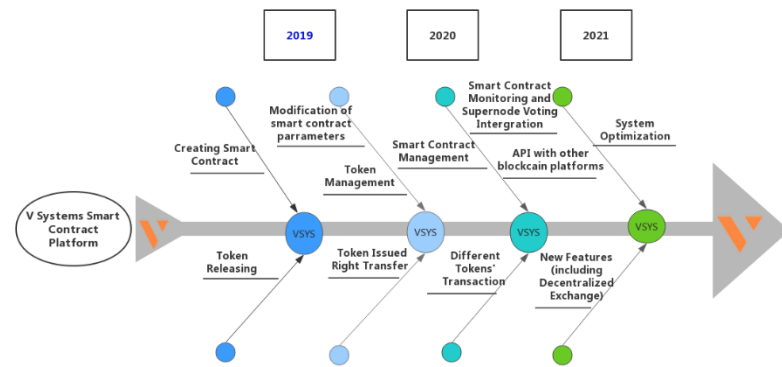 2019
2020
2021
Modification of
smart contract
parrameters
Smart Contract
Monitoring and
Supernode Voting
Intergration
Creating Smart
Contract
Token
Management
Smart Contract
Management
API with other
blockcain platforms
System
Optimization
V Systems Smart
Contract
Platform
VSYS
VSYS
VSYS
VSYS
Token
Releasing
Token Issued
Right Transfer
Different
Tokens'
Transaction
New Features
(including
Decentralized
Exchange)